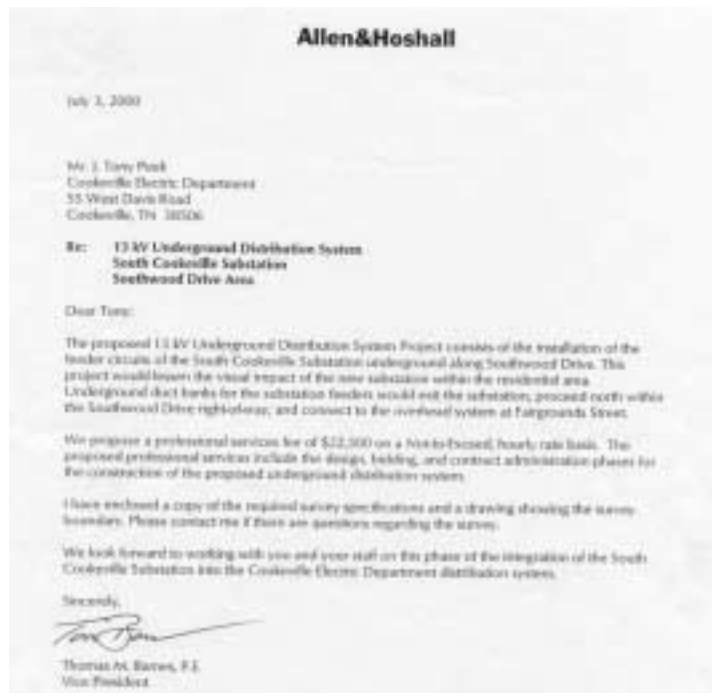 Allen&Hoshall
July 3, 2000
Mr. J. Tony Peek
Cookeville Electric Department
55 West Davis Road
Cookeville, TN 38506
Re: 13 kV Underground Distribution System
South Cookeville Substation
Southwood Drive Area
Dear Tony:
The proposed 13 kV Underground Distribution System Project consists of the installation of the
feeder circuits of the South Cookeville Substation underground along Southwood Drive. This
project would lessen the visual impact of the new substation within the residential area.
Underground duct banks for the substation feeders would exit the substation, proceed north within
the Southwood Drive right-of-way, and connect to the overhead system at Fairgrounds Street.
We propose a professional services fee of $22,500 on a Not-to-Exceed, hourly rate basis. The
proposed professional services include the design, bidding, and contract administration phases for
the construction of the proposed underground distribution system.
I have enclosed a copy of the required survey specifications and a drawing showing the survey
boundary. Please contact me if there are questions regarding the survey.
We look forward to working with you and your staff on this phase of the integration of the South
Cookeville Substation into the Cookeville Electric Department distribution system.
Sincerely,
Thomas M. Barnes, P.E.
Vice President